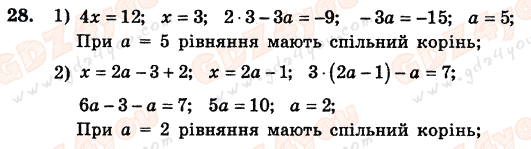 28. 1) 4x = 12; x = 3; 2 · 3 – 3a = –9; –3a = –15; a = 5;
При a = 5 рівняння мають спільний корінь;
2) x = 2a – 3 + 2; x = 2a – 1; 3 · (2a – 1) – a = 7;
6a – 3 – a = 7; 5a = 10; a = 2;
При a = 2 рівняння мають спільний корінь;